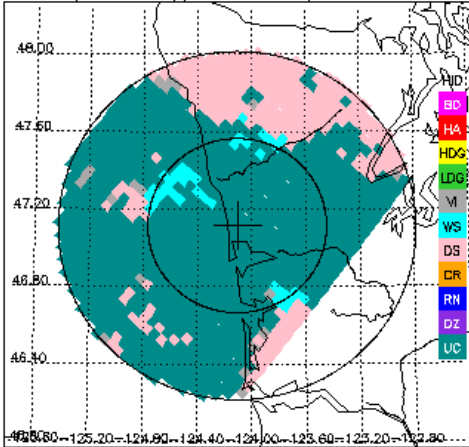 48.00
47.60
47.20
46.80
46.40
HID
BD
HA
HDG
LDG
VI
WS
DS
CR
RN
DZ
UC
-125.20-124.80-124.40-124.00-123.60-123.20-122.80